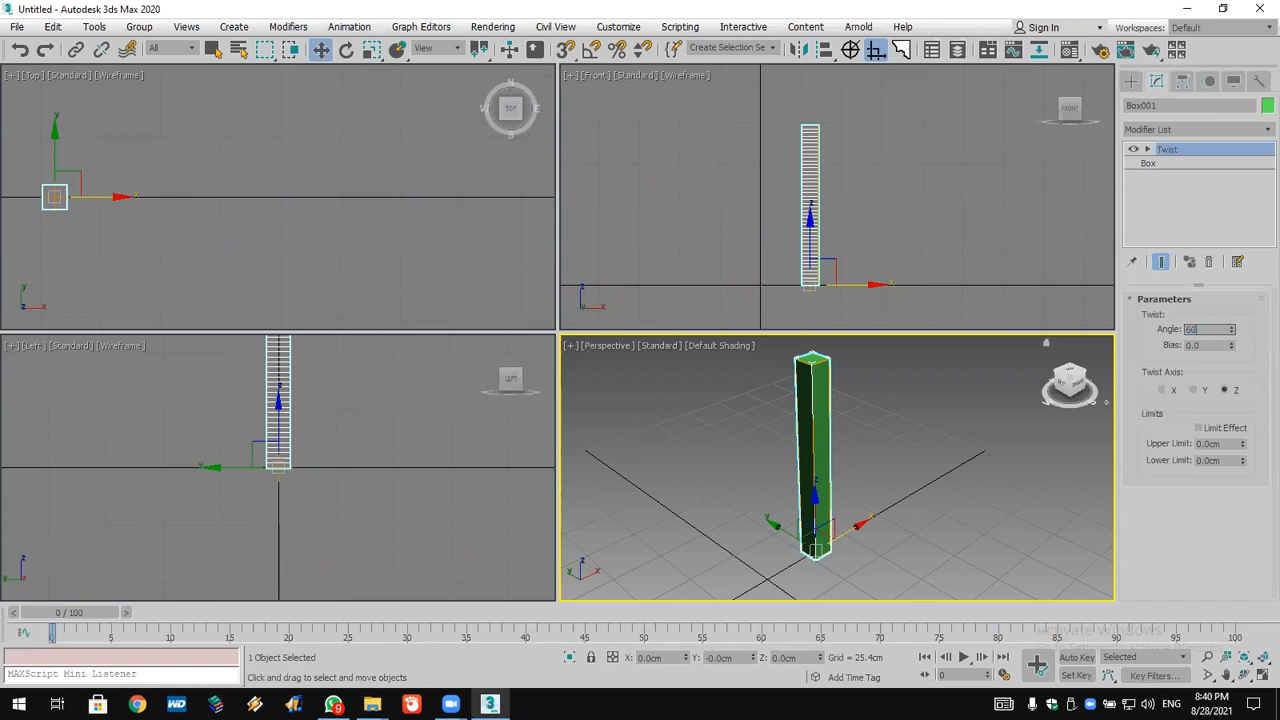 Untitled - Autodesk 3ds Max 2020
File Edit Tools Group Views Create Modifiers Animation Graph Editors Rendering Civil View Customize Scripting Interactive Content Arnold Help Sign In Workspaces: Default
All View Create Selection Se
[+] [Top] [Standard] [Wireframe]
N
W TOP E
S
y
x
y
z x
[+] [Front] [Standard] [Wireframe]
FRONT
z
x
z
y x
[+] [Left] [Standard] [Wireframe]
LEFT
z
y
z
y x
[+] [Perspective] [Standard] [Default Shading]
z
y x
z
y x
Box001
Modifier List
Twist
Box
Parameters
Twist:
Angle: 60
Bias: 0.0
Twist Axis:
X Y Z
Limits
Limit Effect
Upper Limit: 0.0cm
Lower Limit: 0.0cm
< 0 / 100 >
0 5 10 15 20 25 30 35 40 45 50 55 60 65 70 75 80 85 90 95 100
Activate Windows
1 Object Selected X: 0.0cm Y: -0.0cm Z: 0.0cm Grid = 25.4cm Auto Key Selected
MAXScript Mini Listener Click and drag to select and move objects Add Time Tag 0 Set Key Key Filters...
WD 9 3 ENG
8:40 PM
8/28/2021